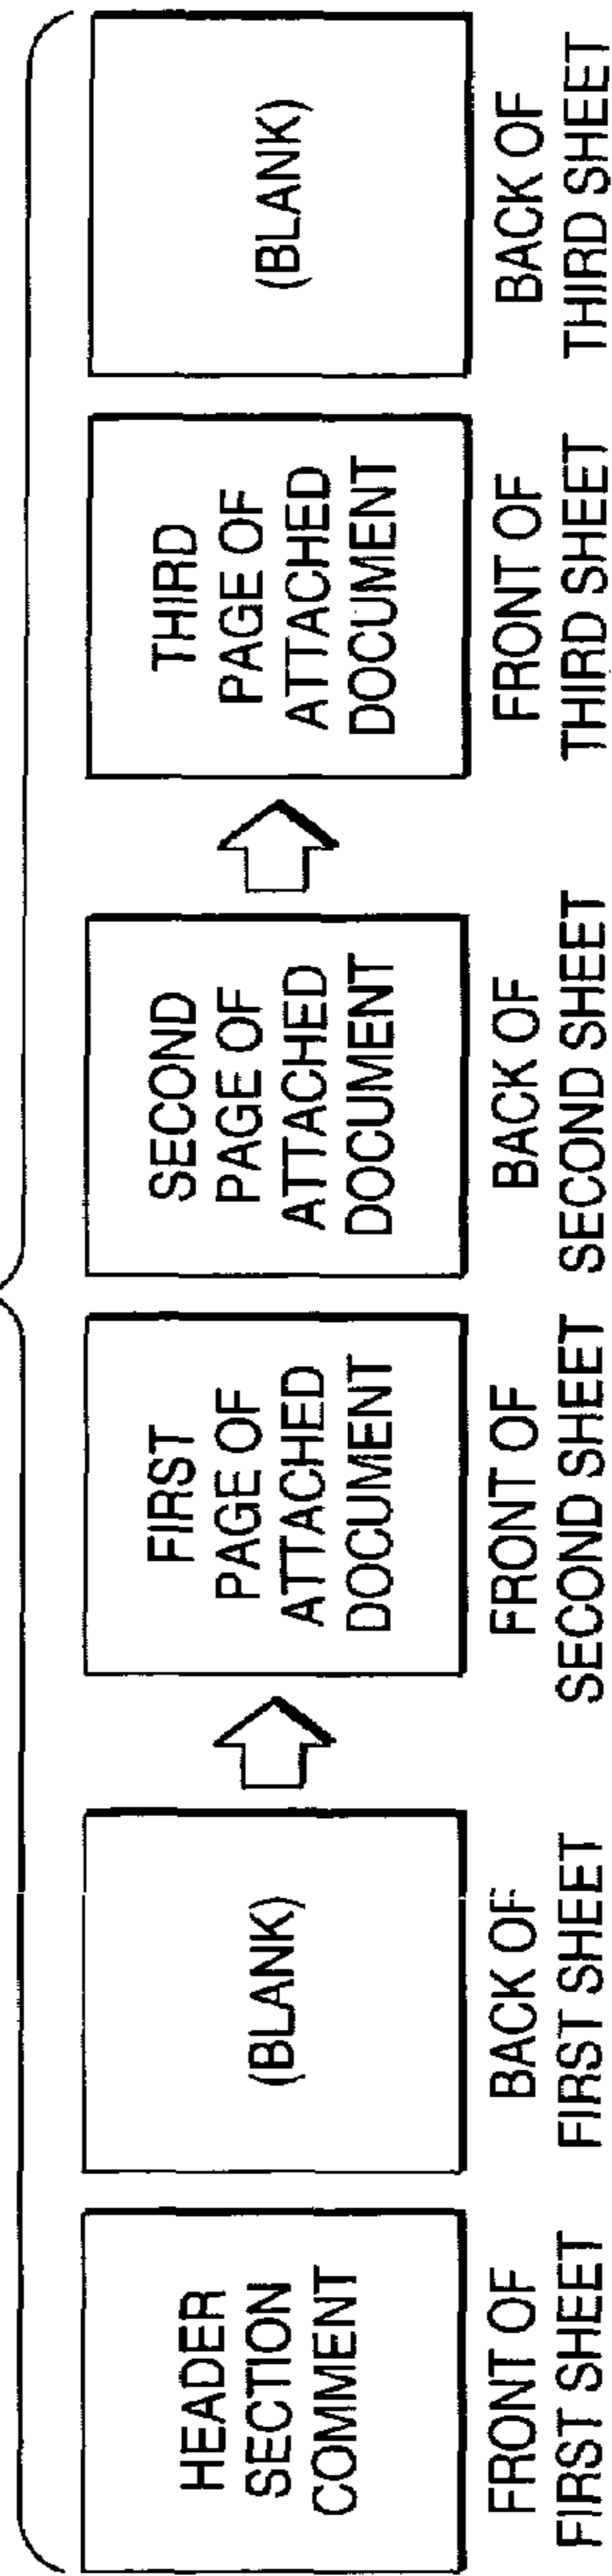 HEADER
SECTION
COMMENT
FRONT OF
FIRST SHEET
(BLANK)
BACK OF
FIRST SHEET
FIRST
PAGE OF
ATTACHED
DOCUMENT
FRONT OF
SECOND SHEET
SECOND
PAGE OF
ATTACHED
DOCUMENT
BACK OF
SECOND SHEET
THIRD
PAGE OF
ATTACHED
DOCUMENT
FRONT OF
THIRD SHEET
(BLANK)
BACK OF
THIRD SHEET